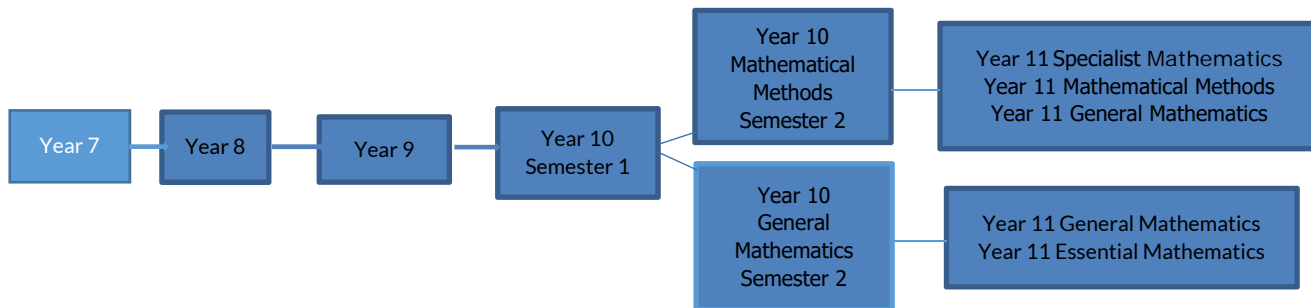 Year 7
Year 8
Year 9
Year 10
Semester 1
Year 10
Mathematical
Methods
Semester 2
Year 11 Specialist Mathematics
Year 11 Mathematical Methods
Year 11 General Mathematics
Year 10
General
Mathematics
Semester 2
Year 11 General Mathematics
Year 11 Essential Mathematics